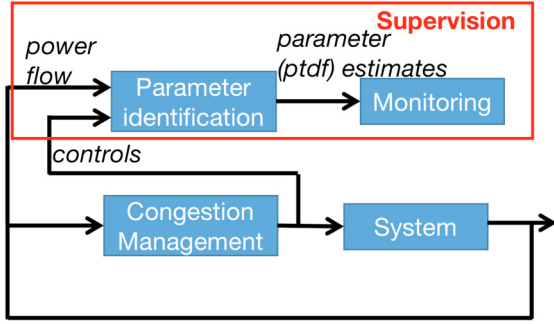 Supervision
power
flow
parameter
(ptdf) estimates
Parameter
identification
Monitoring
controls
Congestion
Management
System